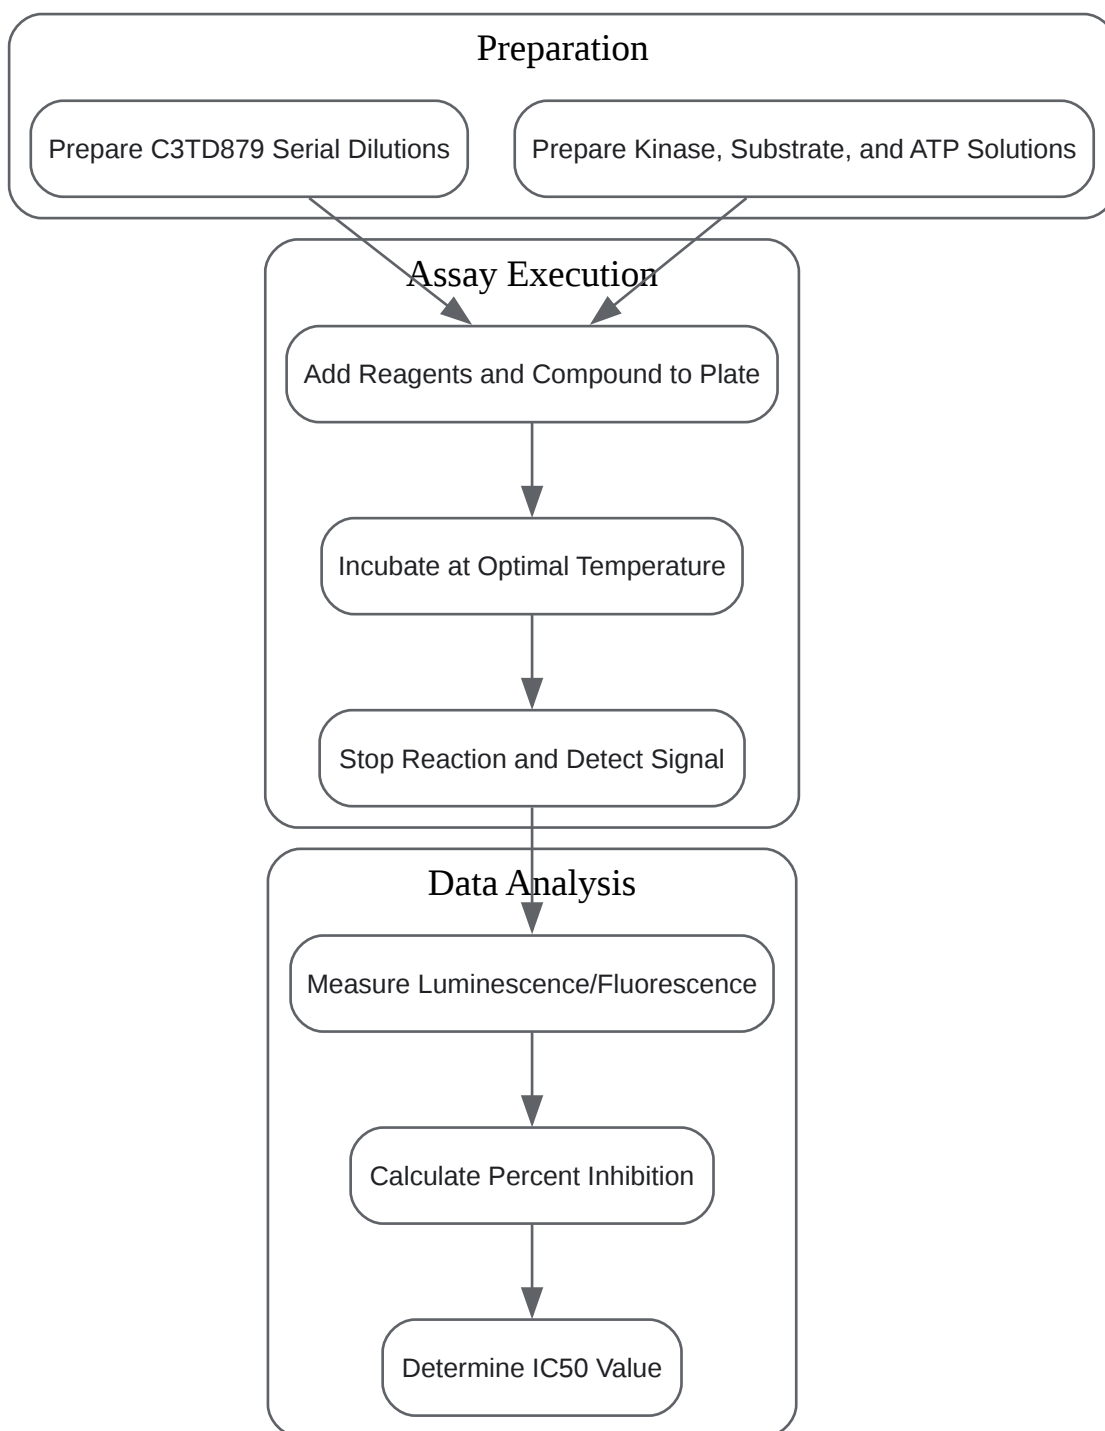 Preparation
Prepare C3TD879 Serial Dilutions
Prepare Kinase, Substrate, and ATP Solutions
Assay Execution
Add Reagents and Compound to Plate
Incubate at Optimal Temperature
Stop Reaction and Detect Signal
Data Analysis
Measure Luminescence/Fluorescence
Calculate Percent Inhibition
Determine IC50 Value